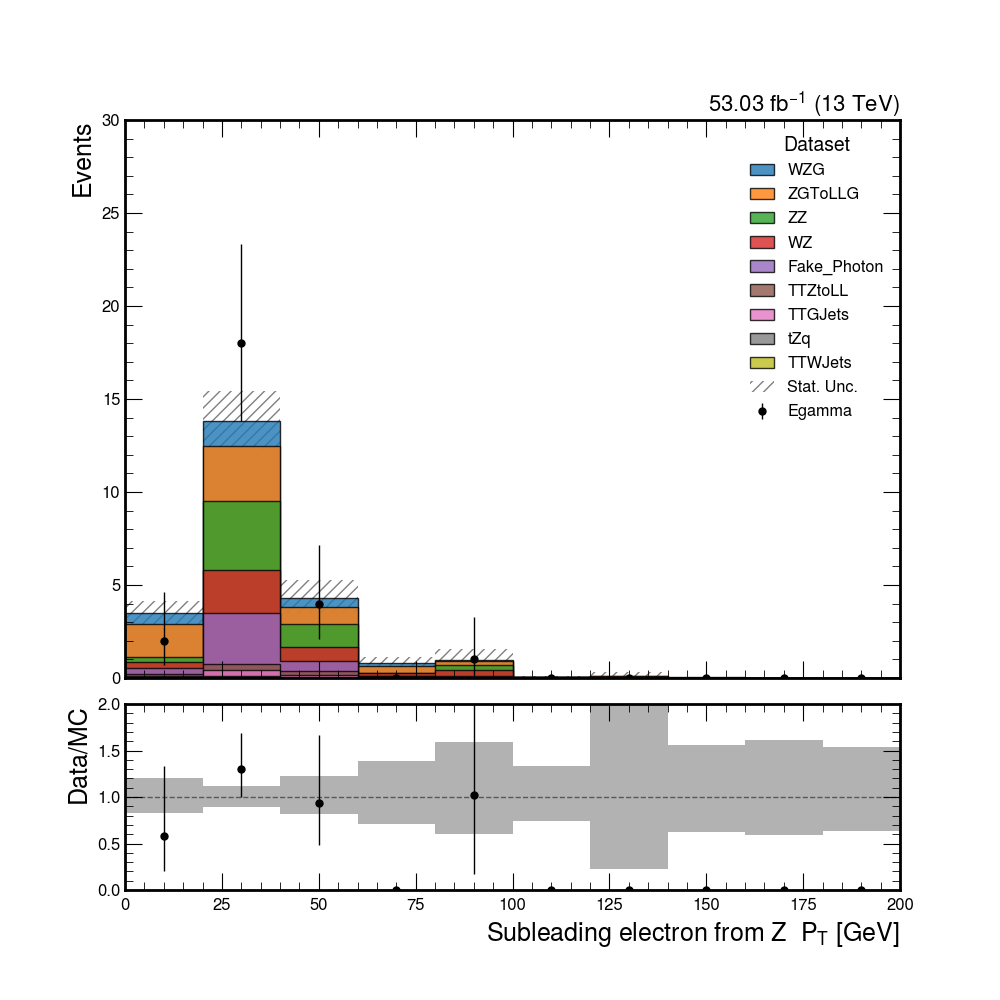 53.03 fb⁻¹ (13 TeV)
Events
30
25
20
15
10
5
0
Dataset
WZG
ZGToLLG
ZZ
WZ
Fake_Photon
TTZtoLL
TTGJets
tZq
TTWJets
Stat. Unc.
Egamma
Data/MC
2.0
1.5
1.0
0.5
0.0
0 25 50 75 100 125 150 175 200
Subleading electron from Z P_T [GeV]